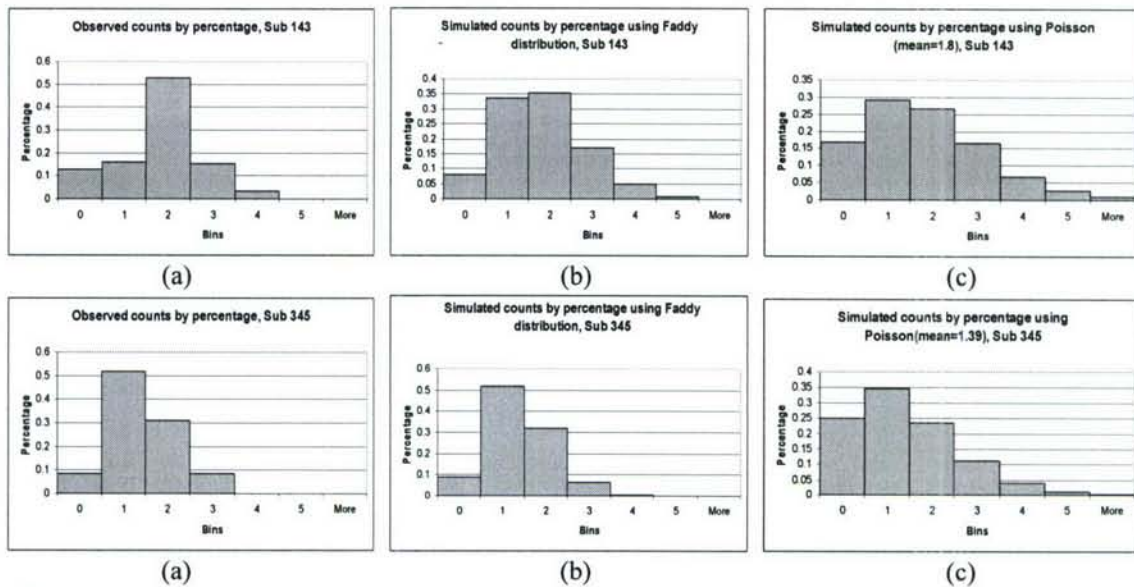 Observed counts by percentage, Sub 143
0.6
0.5
0.4
0.3
0.2
0.1
0
Percentage
0 1 2 3 4 5 More
Bins
(a)
Simulated counts by percentage using Faddy
distribution, Sub 143
0.4
0.35
0.3
0.25
0.2
0.15
0.1
0.05
0
Percentage
0 1 2 3 4 5 More
Bins
(b)
Simulated counts by percentage using Poisson
(mean=1.8), Sub 143
0.35
0.3
0.25
0.2
0.15
0.1
0.05
0
Percentage
0 1 2 3 4 5 More
Bins
(c)
Observed counts by percentage, Sub 345
0.6
0.5
0.4
0.3
0.2
0.1
0
Percentage
0 1 2 3 4 5 More
Bins
(a)
Simulated counts by percentage using Faddy
distribution, Sub 345
0.6
0.5
0.4
0.3
0.2
0.1
0
Percentage
0 1 2 3 4 5 More
Bins
(b)
Simulated counts by percentage using
Poisson(mean=1.39), Sub 345
0.4
0.35
0.3
0.25
0.2
0.15
0.1
0.05
0
Percentage
0 1 2 3 4 5 More
Bins
(c)